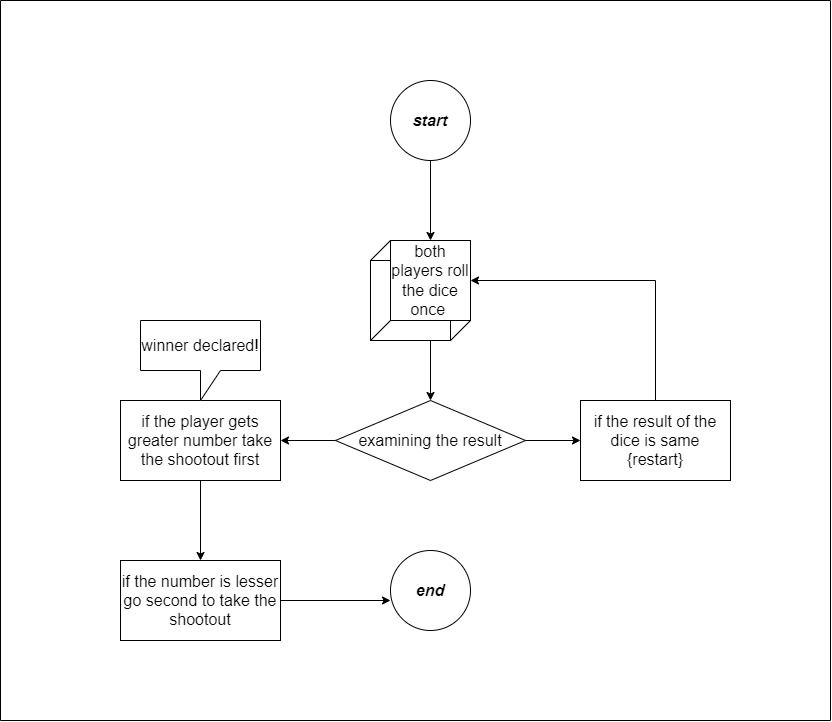 start
both
players roll
the dice
once
winner declared!
if the player gets
greater number take
the shootout first
examining the result
if the result of the
dice is same
{restart}
if the number is lesser
go second to take the
shootout
end